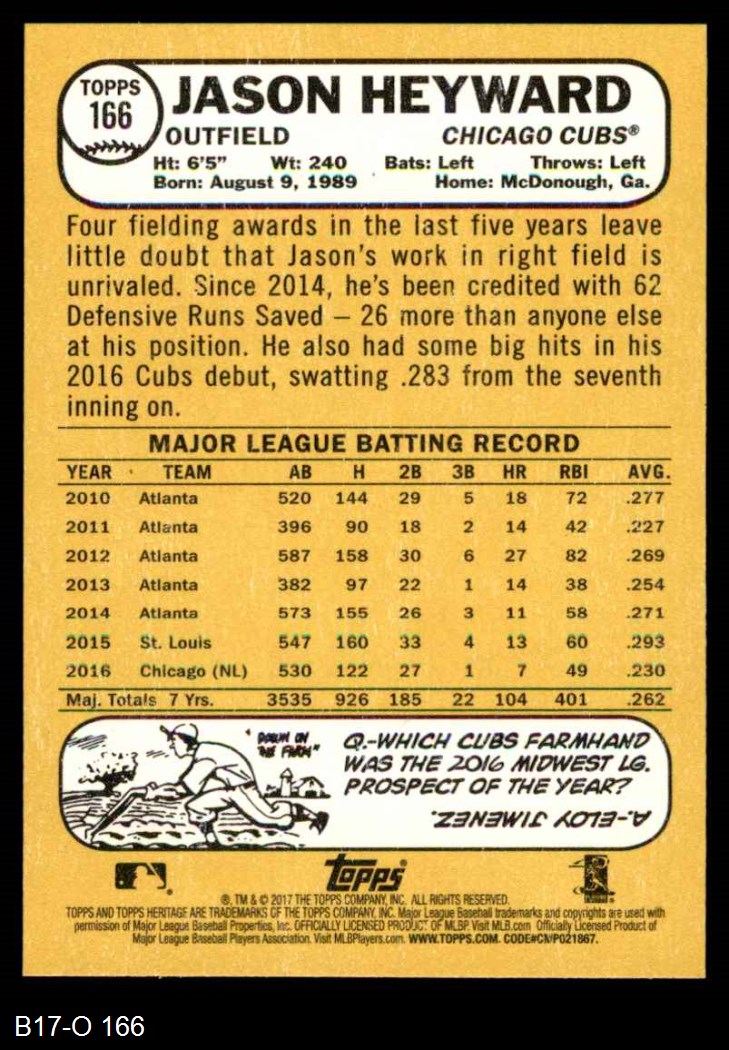 TOPPS
166
JASON HEYWARD
OUTFIELD CHICAGO CUBS®
Ht: 6'5" Wt: 240 Bats: Left Throws: Left
Born: August 9, 1989 Home: McDonough, Ga.
Four fielding awards in the last five years leave
little doubt that Jason's work in right field is
unrivaled. Since 2014, he's been credited with 62
Defensive Runs Saved – 26 more than anyone else
at his position. He also had some big hits in his
2016 Cubs debut, swatting .283 from the seventh
inning on.
MAJOR LEAGUE BATTING RECORD
YEAR TEAM AB H 2B 3B HR RBI AVG.
2010 Atlanta 520 144 29 5 18 72 .277
2011 Atlanta 396 90 18 2 14 42 .227
2012 Atlanta 587 158 30 6 27 82 .269
2013 Atlanta 382 97 22 1 14 38 .254
2014 Atlanta 573 155 26 3 11 58 .271
2015 St. Louis 547 160 33 4 13 60 .293
2016 Chicago (NL) 530 122 27 1 7 49 .230
Maj. Totals 7 Yrs. 3535 926 185 22 104 401 .262
"DOWN ON
THE FARM"
Q.-WHICH CUBS FARMHAND
WAS THE 2016 MIDWEST LG.
PROSPECT OF THE YEAR?
A.-ELOY JIMENEZ.
topps®
®, TM & © 2017 THE TOPPS COMPANY, INC. ALL RIGHTS RESERVED.
TOPPS AND TOPPS HERITAGE ARE TRADEMARKS OF THE TOPPS COMPANY, INC. Major League Baseball trademarks and copyrights are used with
permission of Major League Baseball Properties, Inc. OFFICIALLY LICENSED PRODUCT OF MLBP. Visit MLB.com Officially Licensed Product of
Major League Baseball Players Association. Visit MLBPlayers.com. WWW.TOPPS.COM. CODE#CMP021867.
B17-O 166